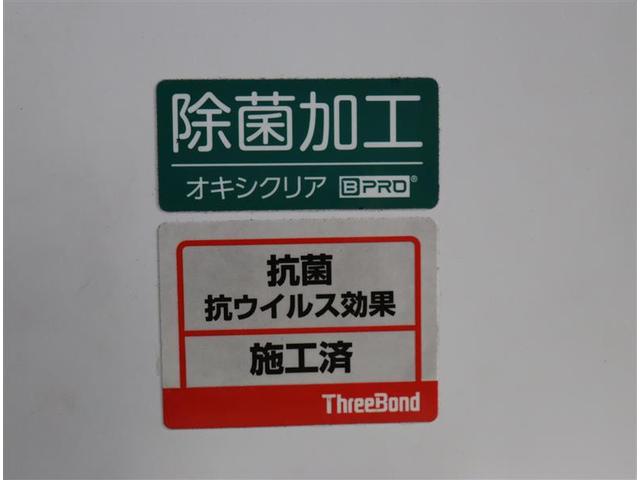 除菌加工
オキシクリア BPRO®
抗菌
抗ウイルス効果
施工済
ThreeBond